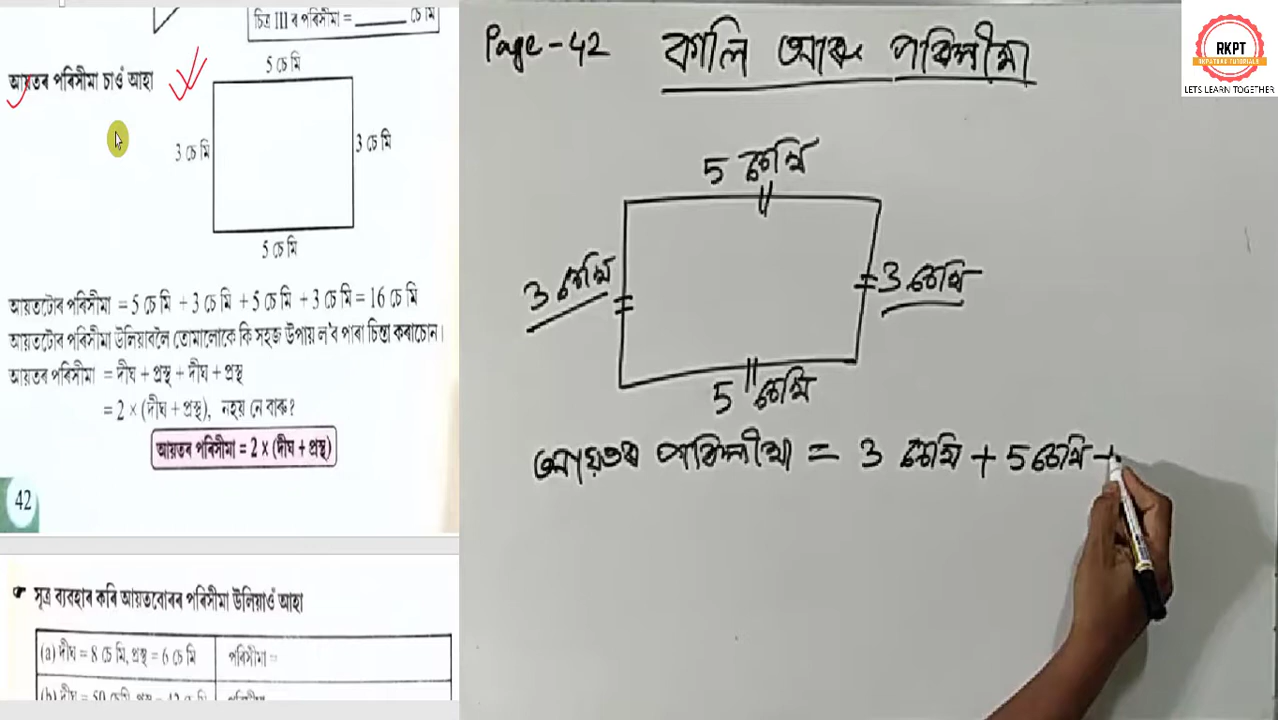 চিত্ৰ III ৰ পৰিসীমা = ______ চে মি
আয়তৰ পৰিসীমা চাওঁ আহা
5 চে মি
3 চে মি
3 চে মি
5 চে মি
আয়তটোৰ পৰিসীমা = 5 চে মি + 3 চে মি + 5 চে মি + 3 চে মি = 16 চে মি
আয়তটোৰ পৰিসীমা উলিয়াবলৈ তোমালোকে কি সহজ উপায় ল'ব পাৰা চিন্তা কৰাচোন।
আয়তৰ পৰিসীমা = দীঘ + প্ৰস্থ + দীঘ + প্ৰস্থ
= 2 × (দীঘ + প্ৰস্থ), নহয় নে বাৰু?
আয়তৰ পৰিসীমা = 2 × (দীঘ + প্ৰস্থ)
42
সূত্ৰ ব্যৱহাৰ কৰি আয়তবোৰৰ পৰিসীমা উলিয়াওঁ আহা
(a) দীঘ = 8 চে মি, প্ৰস্থ = 6 চে মি
পৰিসীমা =
Page - 42 কালি আৰু পৰিসীমা
5 চেমি
3 চেমি
3 চেমি
5 চেমি
আয়তৰ পৰিসীমা = 3 চেমি + 5 চেমি +
RKPT
RKPATHAK TUTORIALS
LETS LEARN TOGETHER